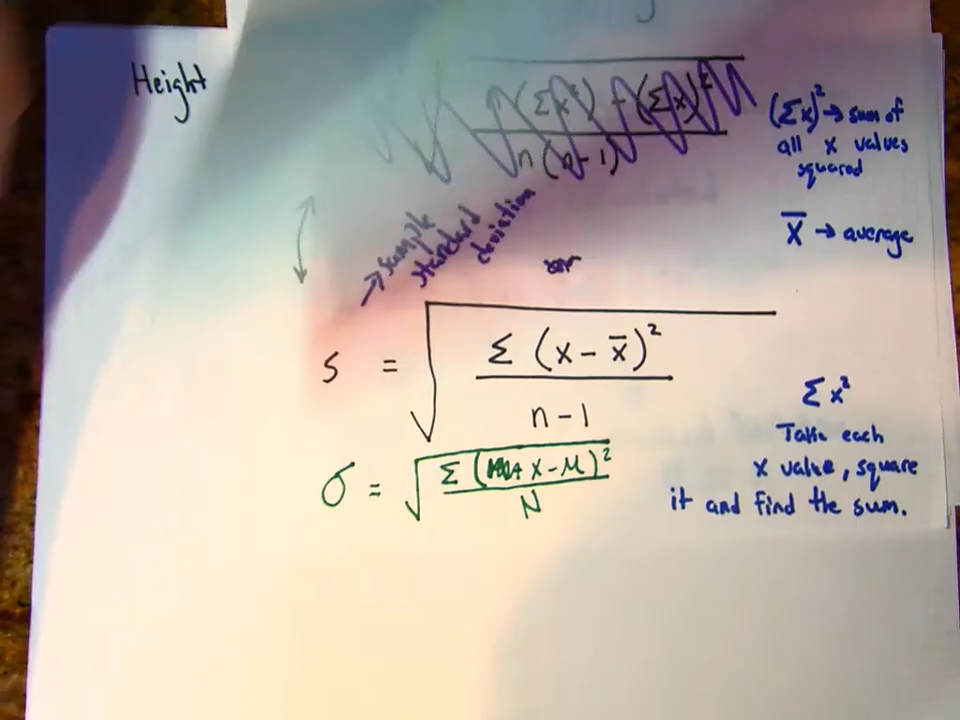 Height
(Σx²) - (Σx)²
n(n-1)
(Σx)² → sum of
all x values
squared
x̄ → average
→ sample
standard
deviation
s = √ Σ (x - x̄)²
n - 1
σ = √ Σ (x - μ)²
N
Σx²
Take each
x value, square
it and find the sum.